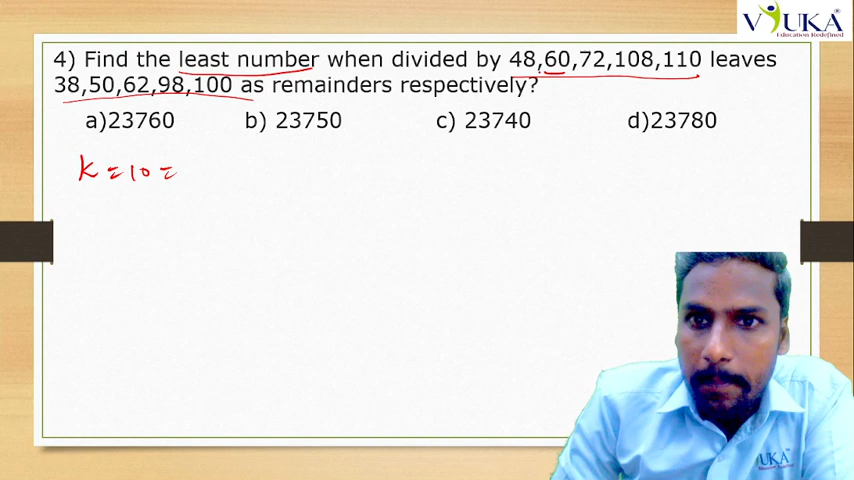 VYUKA
Education Redefined
4) Find the least number when divided by 48,60,72,108,110 leaves
38,50,62,98,100 as remainders respectively?
a)23760 b) 23750 c) 23740 d)23780
K = 10 =
VYUKA